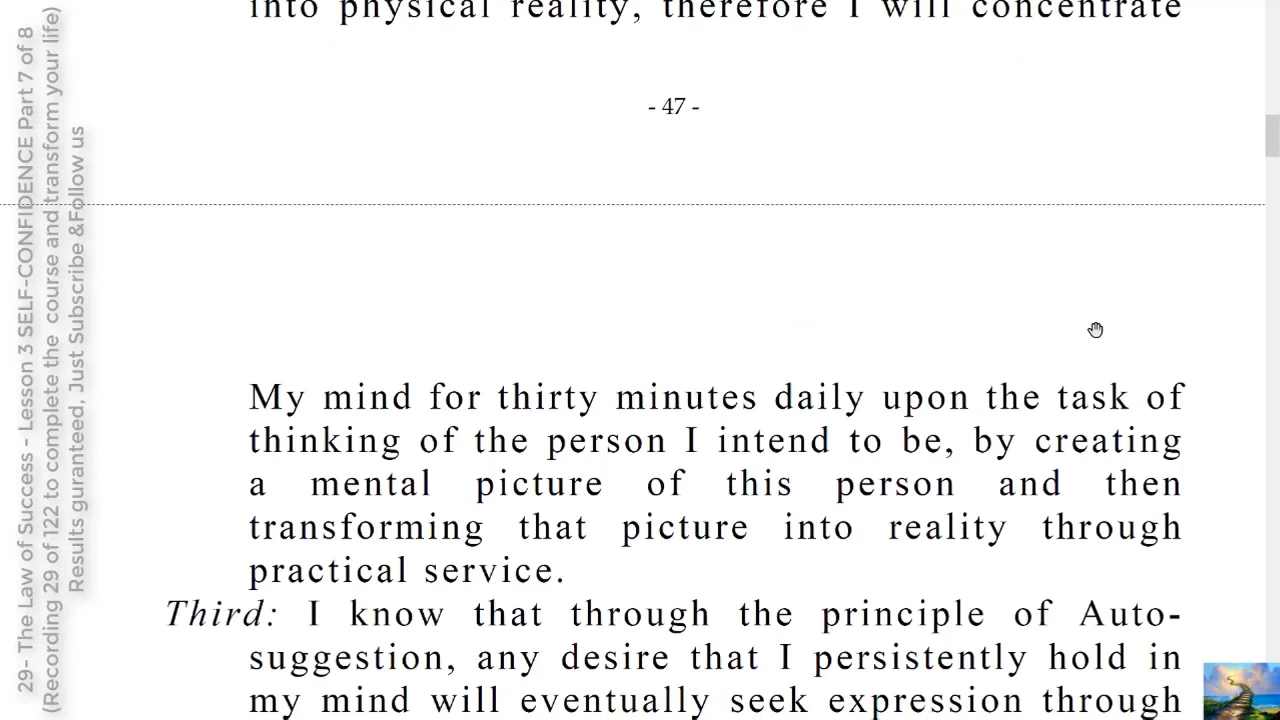 into physical reality, therefore I will concentrate
- 47 -
My mind for thirty minutes daily upon the task of
thinking of the person I intend to be, by creating
a mental picture of this person and then
transforming that picture into reality through
practical service.
Third: I know that through the principle of Auto-
suggestion, any desire that I persistently hold in
my mind will eventually seek expression through
29- The Law of Success - Lesson 3 SELF-CONFIDENCE Part 7 of 8
(Recording 29 of 122 to complete the course and transform your life)
Results guranteed, Just Subscribe &Follow us